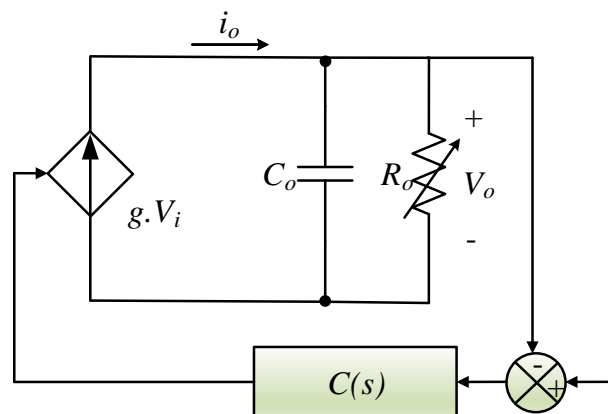 i_o
C_o
R_o
+
V_o
-
g.V_i
C(s)
-
+